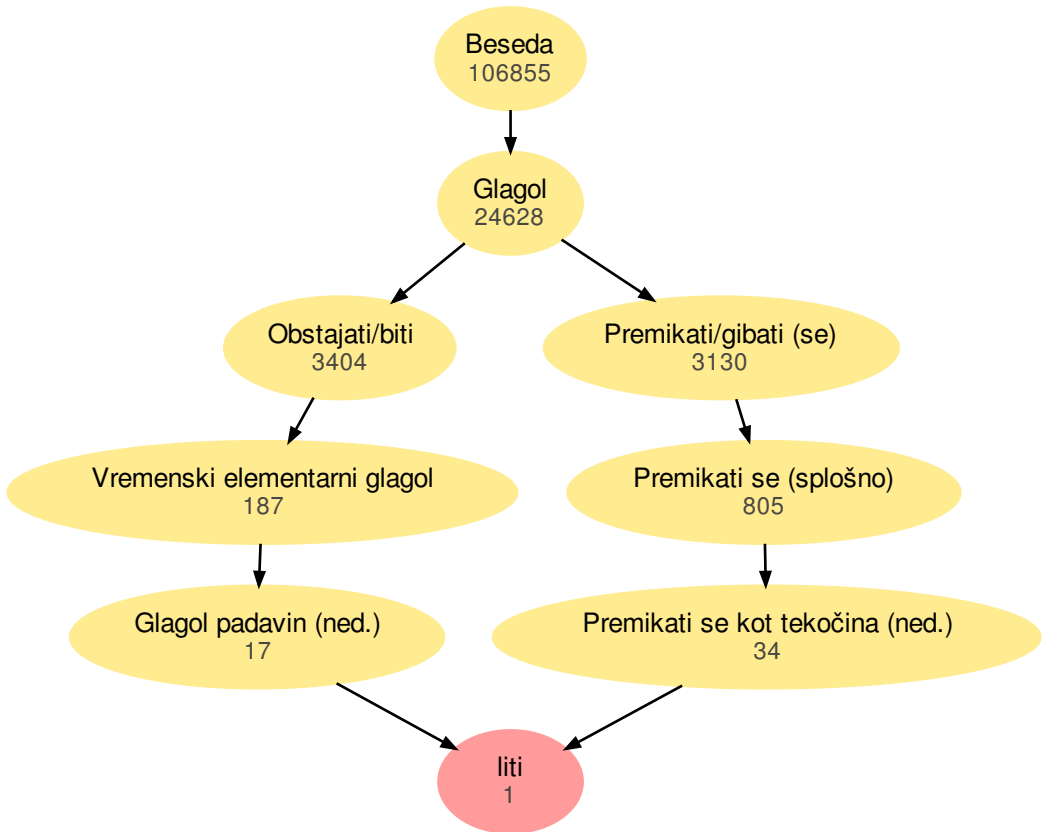 Beseda
106855
Glagol
24628
Obstajati/biti
3404
Premikati/gibati (se)
3130
Vremenski elementarni glagol
187
Premikati se (splošno)
805
Glagol padavin (ned.)
17
Premikati se kot tekočina (ned.)
34
liti
1